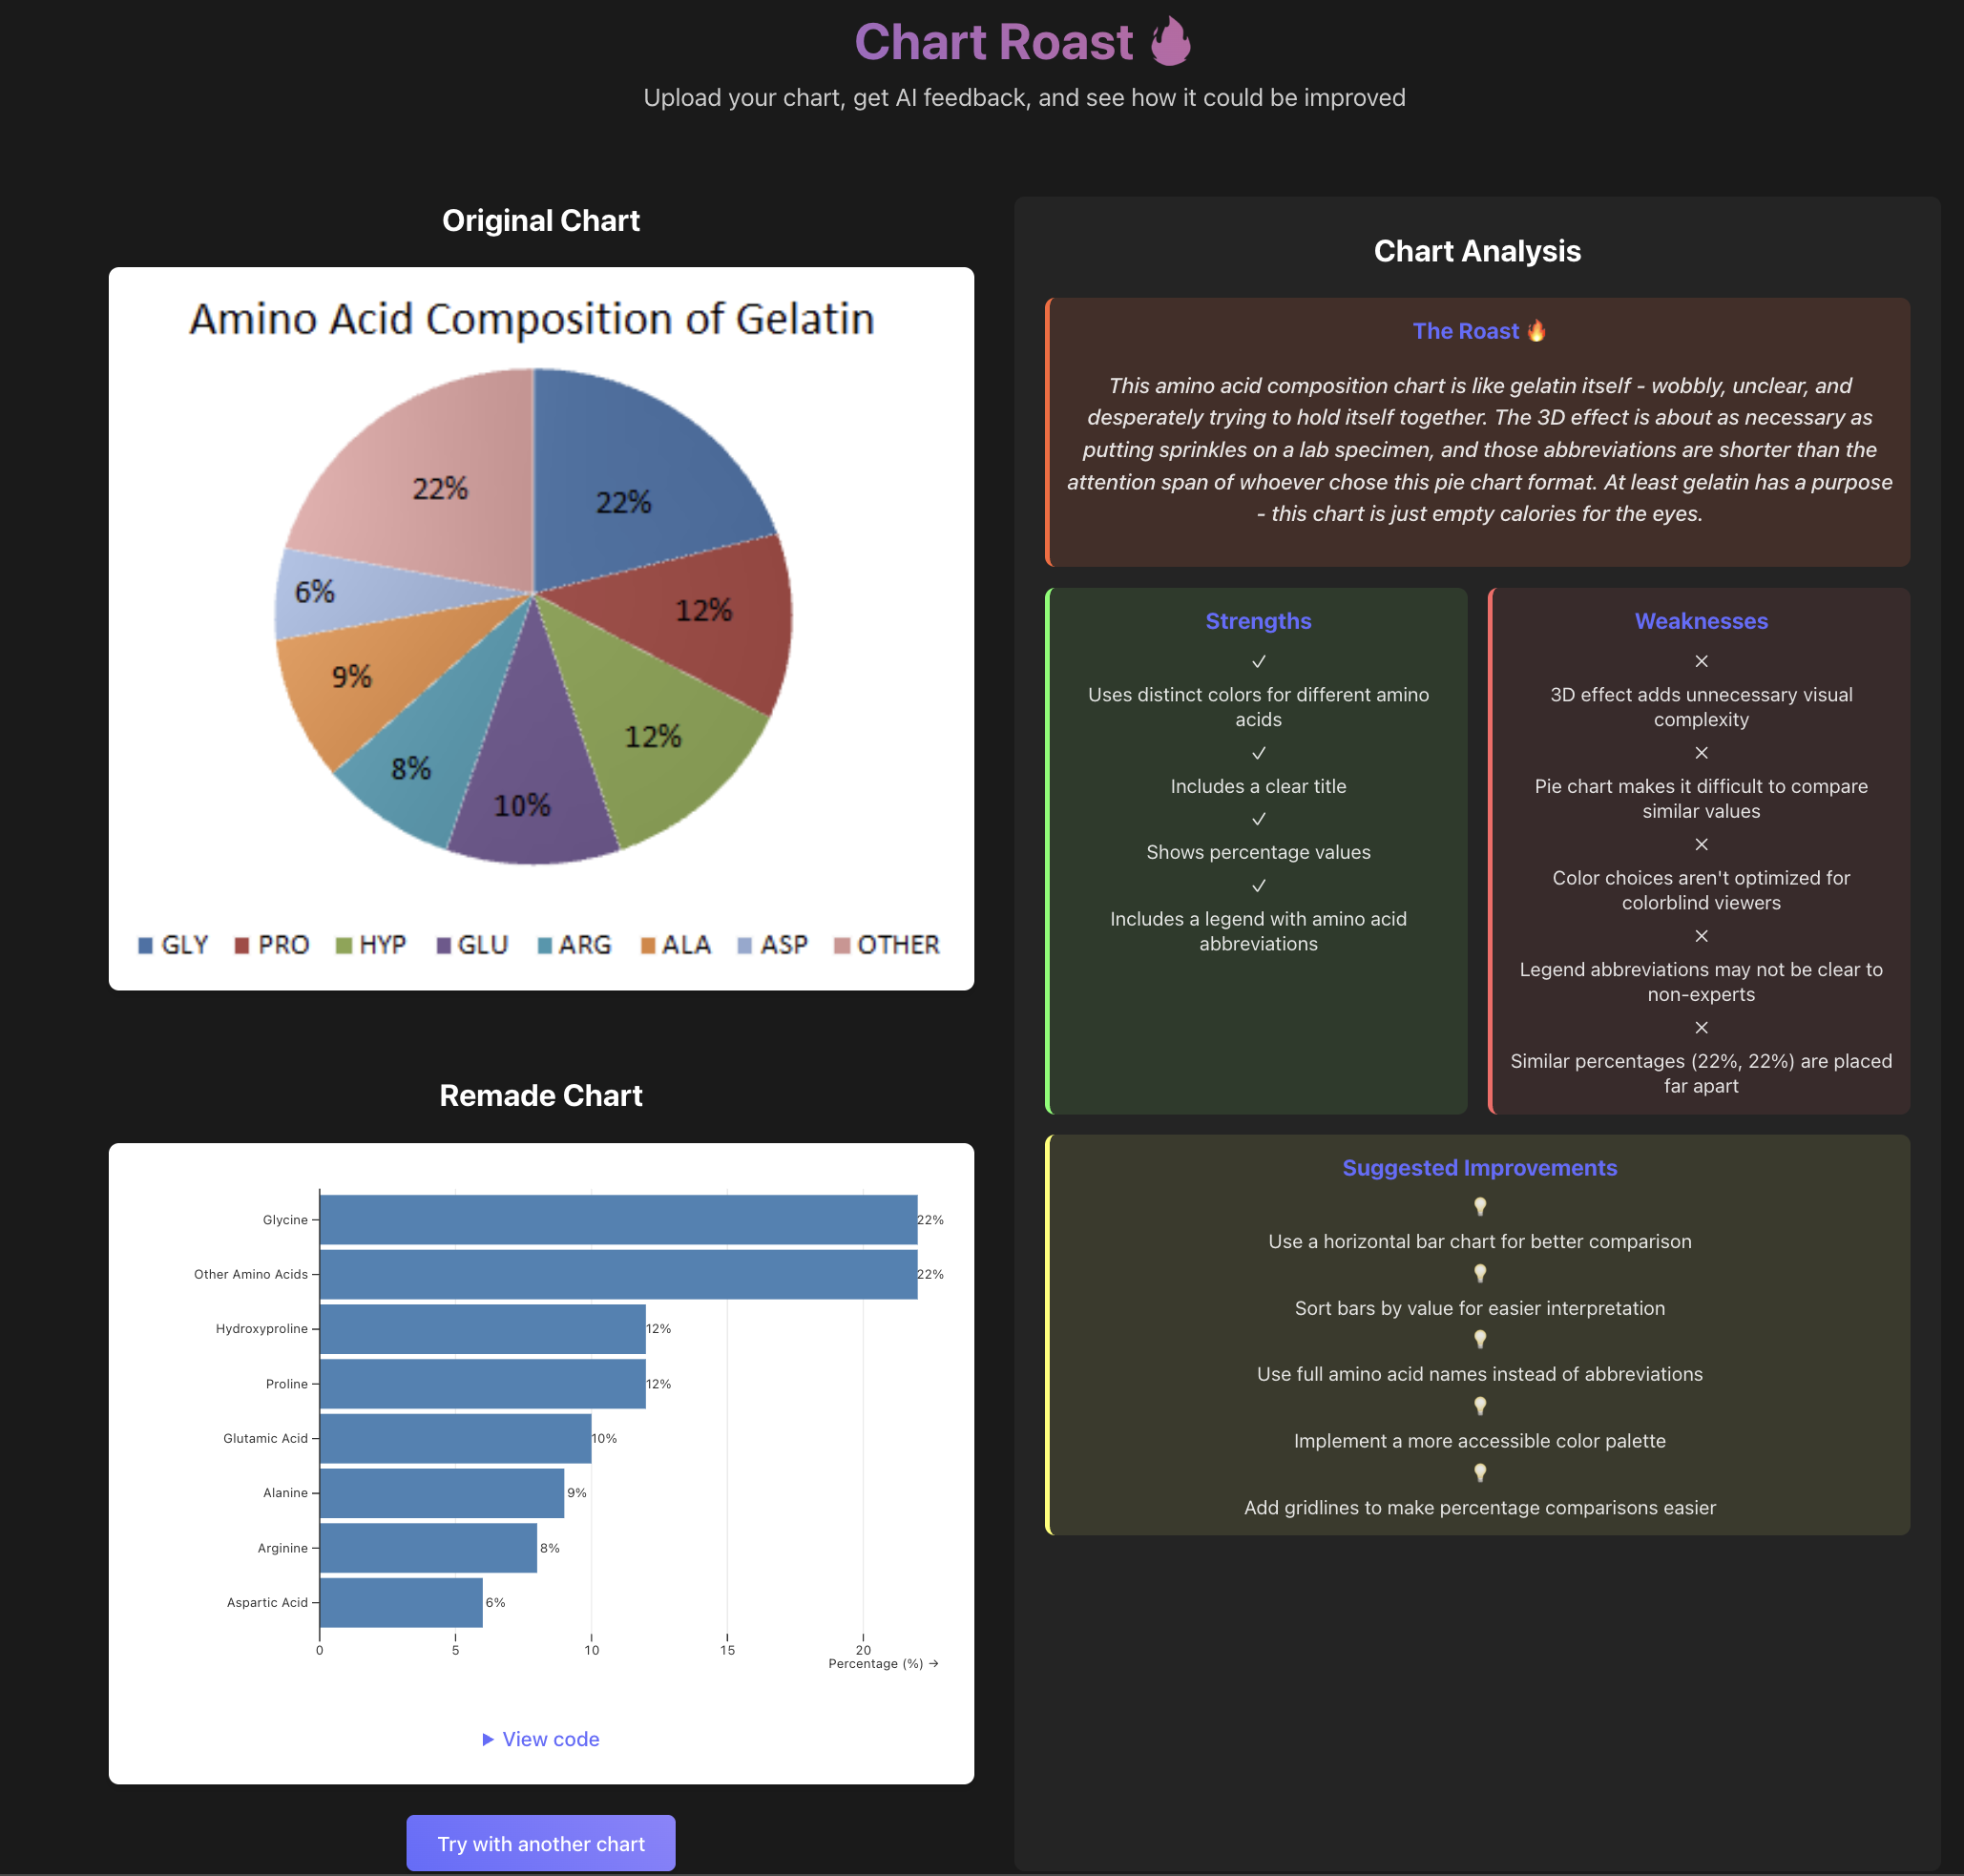 Chart Roast
Upload your chart, get AI feedback, and see how it could be improved
Original Chart
Amino Acid Composition of Gelatin
22%
22%
12%
12%
10%
8%
9%
6%
GLY PRO HYP GLU ARG ALA ASP OTHER
Remade Chart
Glycine 22%
Other Amino Acids 22%
Hydroxyproline 12%
Proline 12%
Glutamic Acid 10%
Alanine 9%
Arginine 8%
Aspartic Acid 6%
0 5 10 15 20
Percentage (%) →
▶ View code
Try with another chart
Chart Analysis
The Roast 🔥
This amino acid composition chart is like gelatin itself - wobbly, unclear, and
desperately trying to hold itself together. The 3D effect is about as necessary as
putting sprinkles on a lab specimen, and those abbreviations are shorter than the
attention span of whoever chose this pie chart format. At least gelatin has a purpose
- this chart is just empty calories for the eyes.
Strengths
✓
Uses distinct colors for different amino
acids
✓
Includes a clear title
✓
Shows percentage values
✓
Includes a legend with amino acid
abbreviations
Weaknesses
×
3D effect adds unnecessary visual
complexity
×
Pie chart makes it difficult to compare
similar values
×
Color choices aren't optimized for
colorblind viewers
×
Legend abbreviations may not be clear to
non-experts
×
Similar percentages (22%, 22%) are placed
far apart
Suggested Improvements
💡
Use a horizontal bar chart for better comparison
💡
Sort bars by value for easier interpretation
💡
Use full amino acid names instead of abbreviations
💡
Implement a more accessible color palette
💡
Add gridlines to make percentage comparisons easier